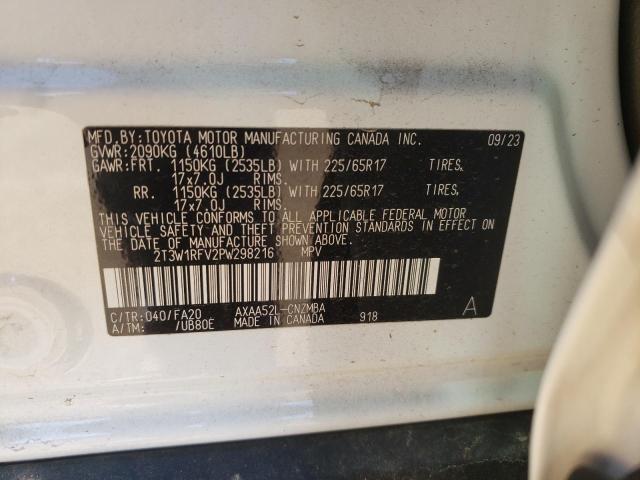 MFD.BY:TOYOTA MOTOR MANUFACTURING CANADA INC. 09/23
GVWR:2090KG (4610LB)
GAWR:FRT. 1150KG (2535LB) WITH 225/65R17 TIRES,
17x7.0J RIMS,
RR. 1150KG (2535LB) WITH 225/65R17 TIRES,
17x7.0J RIMS,
THIS VEHICLE CONFORMS TO ALL APPLICABLE FEDERAL MOTOR
VEHICLE SAFETY AND THEFT PREVENTION STANDARDS IN EFFECT ON
THE DATE OF MANUFACTURE SHOWN ABOVE.
2T3W1RFV2PW298216 MPV
C/TR:040/FA20 AXAA52L-CNZMBA A
A/TM: /UB80E MADE IN CANADA 918